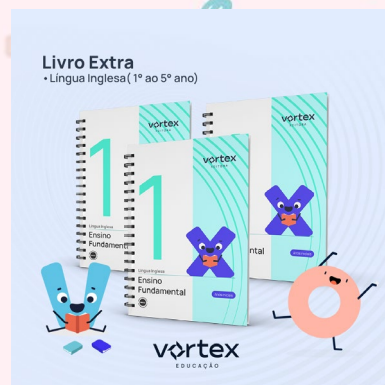 Livro Extra
•Língua Inglesa( 1º ao 5º ano)
vortex
vortex
vortex
1
1
Língua Inglesa
Ensino
Fundamental
Língua Inglesa
Ensino
Fundamental
ntal
vortex
EDUCAÇÃO